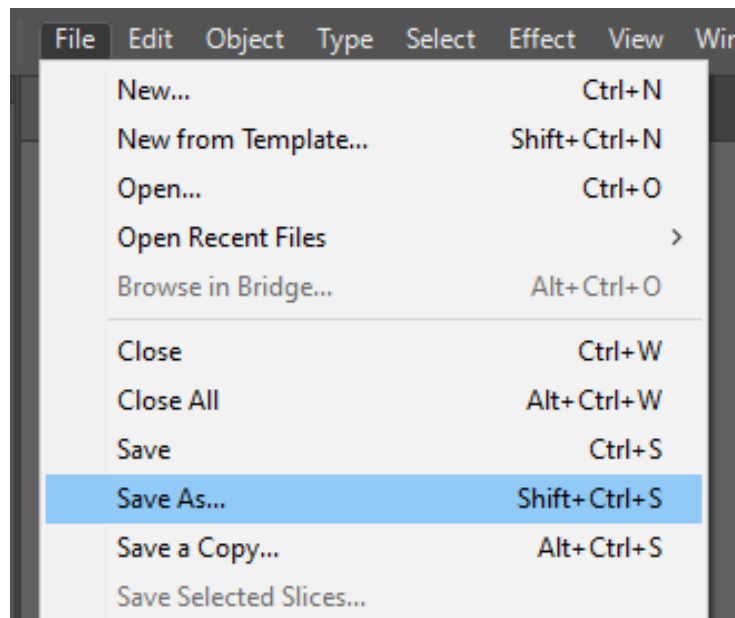 File Edit Object Type Select Effect View
New... Ctrl+N
New from Template... Shift+Ctrl+N
Open... Ctrl+O
Open Recent Files >
Browse in Bridge... Alt+Ctrl+O
Close Ctrl+W
Close All Alt+Ctrl+W
Save Ctrl+S
Save As... Shift+Ctrl+S
Save a Copy... Alt+Ctrl+S
Save Selected Slices...